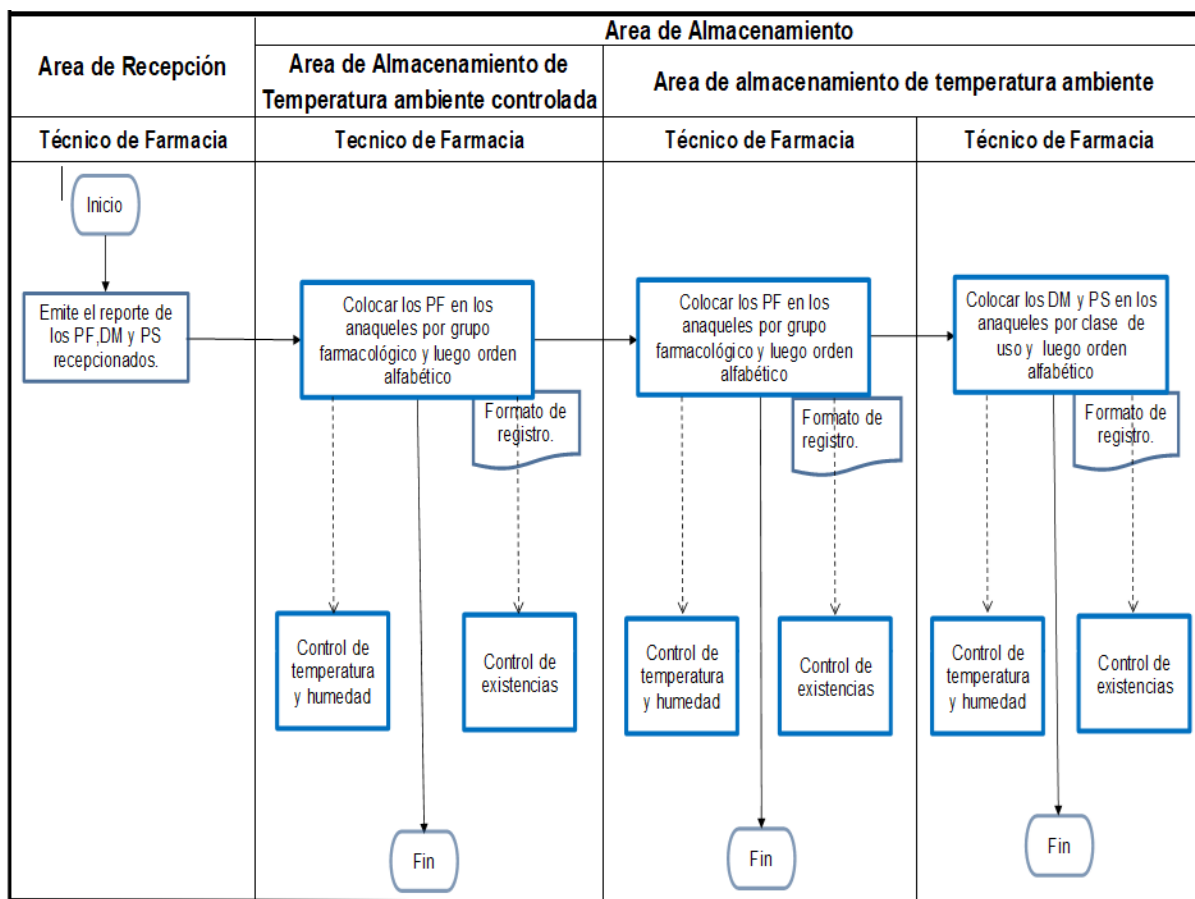 Area de Almacenamiento
Area de Recepción
Area de Almacenamiento de
Temperatura ambiente controlada
Area de almacenamiento de temperatura ambiente
Técnico de Farmacia
Tecnico de Farmacia
Técnico de Farmacia
Técnico de Farmacia
Inicio
Emite el reporte de
los PF,DM y PS
recepcionados.
Colocar los PF en los
anaqueles por grupo
farmacológico y luego orden
alfabético
Formato de
registro.
Control de
temperatura
y humedad
Control de
existencias
Fin
Colocar los PF en los
anaqueles por grupo
farmacológico y luego orden
alfabético
Formato de
registro.
Control de
temperatura
y humedad
Control de
existencias
Fin
Colocar los DM y PS en los
anaqueles por clase de
uso y luego orden
alfabético
Formato de
registro.
Control de
temperatura
y humedad
Control de
existencias
Fin